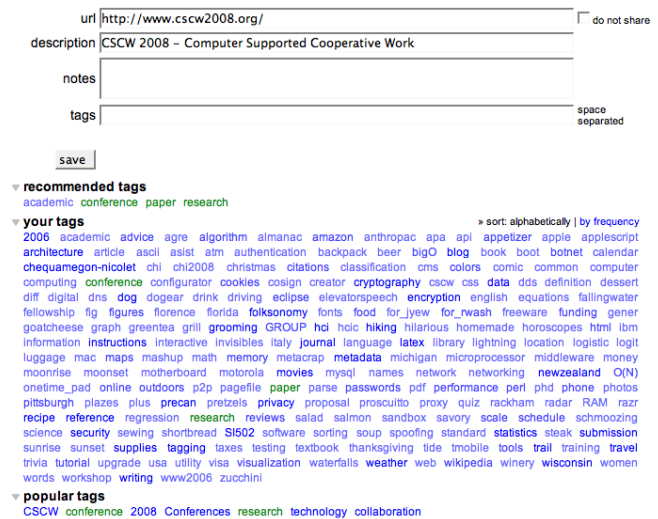 url http://www.cscw2008.org/ do not share
description CSCW 2008 – Computer Supported Cooperative Work
notes
tags space separated
save
recommended tags
academic conference paper research
your tags » sort: alphabetically | by frequency
2006 academic advice agre algorithm almanac amazon anthropac apa api appetizer apple applescript
architecture article ascii asist atm authentication backpack beer bigO blog book boot botnet calendar
chequamegon-nicolet chi chi2008 christmas citations classification cms colors comic common computer
computing conference configurator cookies cosign creator cryptography cscw css data dds definition dessert
diff digital dns dog dogear drink driving eclipse elevatorspeech encryption english equations fallingwater
fellowship fig figures florence florida folksonomy fonts food for_jyew for_rwash freeware funding gener
goatcheese graph greentea grill grooming GROUP hci hcic hiking hilarious homemade horoscopes html ibm
information instructions interactive invisibles italy journal language latex library lightning location logistic logit
luggage mac maps mashup math memory metacrap metadata michigan microprocessor middleware money
moonrise moonset motherboard motorola movies mysql names network networking newzealand O(N)
onetime_pad online outdoors p2p pagefile paper parse passwords pdf performance perl phd phone photos
pittsburgh plazes plus precan pretzels privacy proposal proscuitto proxy quiz rackham radar RAM razr
recipe reference regression research reviews salad salmon sandbox savory scale schedule schmoozing
science security sewing shortbread SI502 software sorting soup spoofing standard statistics steak submission
sunrise sunset supplies tagging taxes testing textbook thanksgiving tide tmobile tools trail training travel
trivia tutorial upgrade usa utility visa visualization waterfalls weather web wikipedia winery wisconsin women
words workshop writing www2006 zucchini
popular tags
CSCW conference 2008 Conferences research technology collaboration